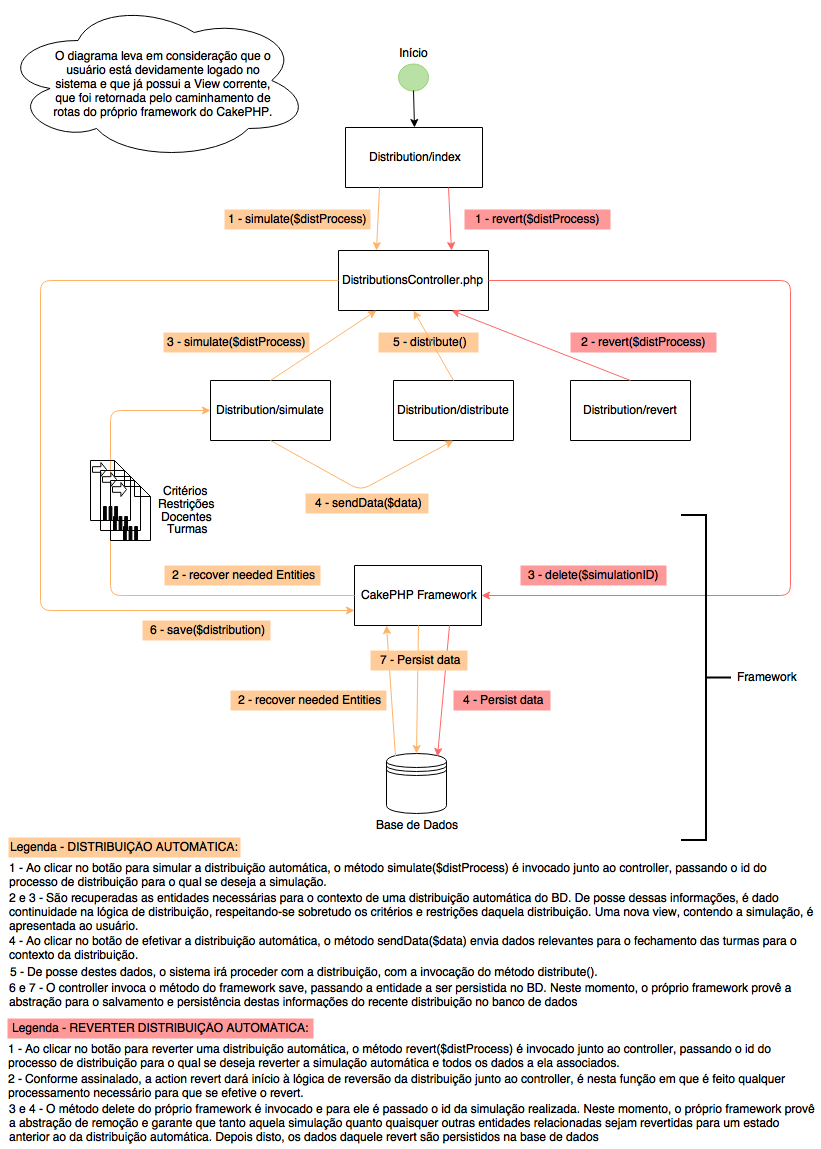 O diagrama leva em consideração que o
usuário está devidamente logado no
sistema e que já possui a View corrente,
que foi retornada pelo caminhamento de
rotas do próprio framework do CakePHP.
Início
Distribution/index
1 - simulate($distProcess)
1 - revert($distProcess)
DistributionsController.php
3 - simulate($distProcess)
5 - distribute()
2 - revert($distProcess)
Distribution/simulate
Distribution/distribute
Distribution/revert
Critérios
Restrições
Docentes
Turmas
4 - sendData($data)
2 - recover needed Entities
CakePHP Framework
3 - delete($simulationID)
6 - save($distribution)
7 - Persist data
Framework
2 - recover needed Entities
4 - Persist data
Base de Dados
Legenda - DISTRIBUIÇÃO AUTOMÁTICA:
1 - Ao clicar no botão para simular a distribuição automática, o método simulate($distProcess) é invocado junto ao controller, passando o id do
processo de distribuição para o qual se deseja a simulação.
2 e 3 - São recuperadas as entidades necessárias para o contexto de uma distribuição automática do BD. De posse dessas informações, é dado
continuidade na lógica de distribuição, respeitando-se sobretudo os critérios e restrições daquela distribuição. Uma nova view, contendo a simulação, é
apresentada ao usuário.
4 - Ao clicar no botão de efetivar a distribuição automática, o método sendData($data) envia dados relevantes para o fechamento das turmas para o
contexto da distribuição.
5 - De posse destes dados, o sistema irá proceder com a distribuição, com a invocação do método distribute().
6 e 7 - O controller invoca o método do framework save, passando a entidade a ser persistida no BD. Neste momento, o próprio framework provê a
abstração para o salvamento e persistência destas informações do recente distribuição no banco de dados
Legenda - REVERTER DISTRIBUIÇÃO AUTOMÁTICA:
1 - Ao clicar no botão para reverter uma distribuição automática, o método revert($distProcess) é invocado junto ao controller, passando o id do
processo de distribuição para o qual se deseja reverter a simulação automática e todos os dados a ela associados.
2 - Conforme assinalado, a action revert dará início à lógica de reversão da distribuição junto ao controller, é nesta função em que é feito qualquer
processamento necessário para que se efetive o revert.
3 e 4 - O método delete do próprio framework é invocado e para ele é passado o id da simulação realizada. Neste momento, o próprio framework provê
a abstração de remoção e garante que tanto aquela simulação quanto quaisquer outras entidades relacionadas sejam revertidas para um estado
anterior ao da distribuição automática. Depois disto, os dados daquele revert são persistidos na base de dados